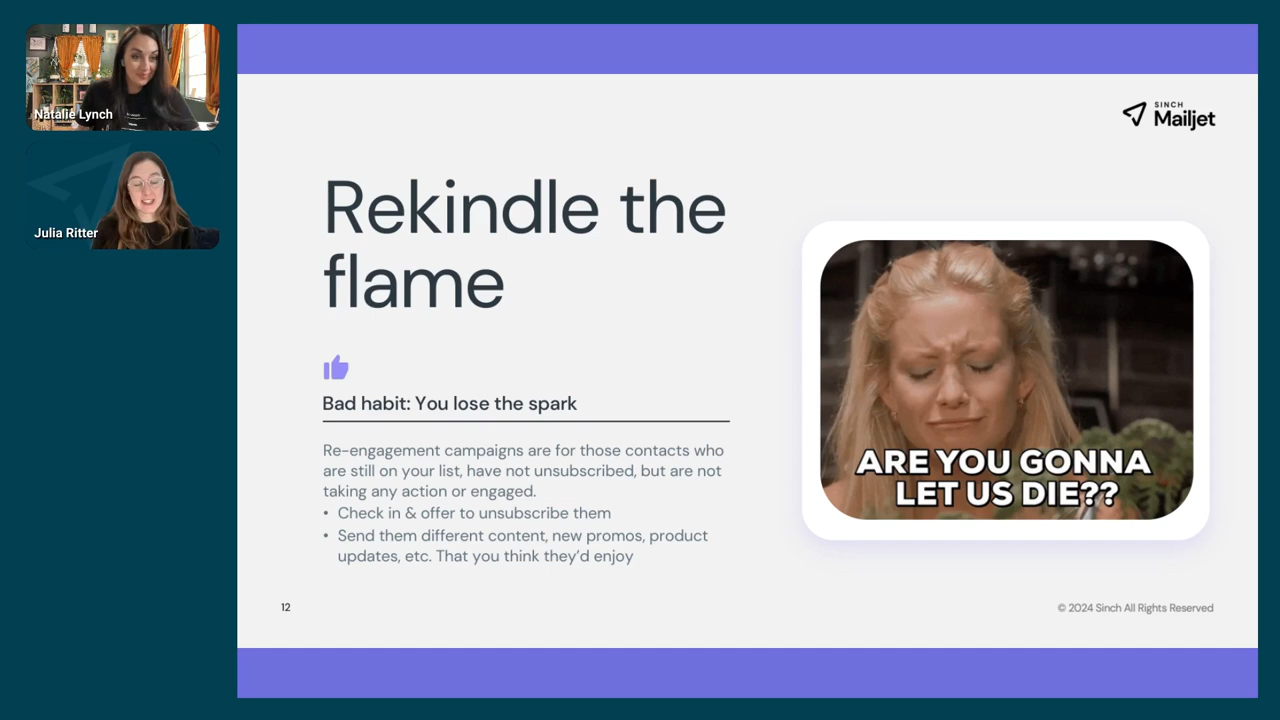 Natalie Lynch
Julia Ritter
SINCH
Mailjet
Rekindle the
flame
Bad habit: You lose the spark
Re-engagement campaigns are for those contacts who
are still on your list, have not unsubscribed, but are not
taking any action or engaged.
• Check in & offer to unsubscribe them
• Send them different content, new promos, product
updates, etc. That you think they’d enjoy
ARE YOU GONNA
LET US DIE??
12
© 2024 Sinch All Rights Reserved